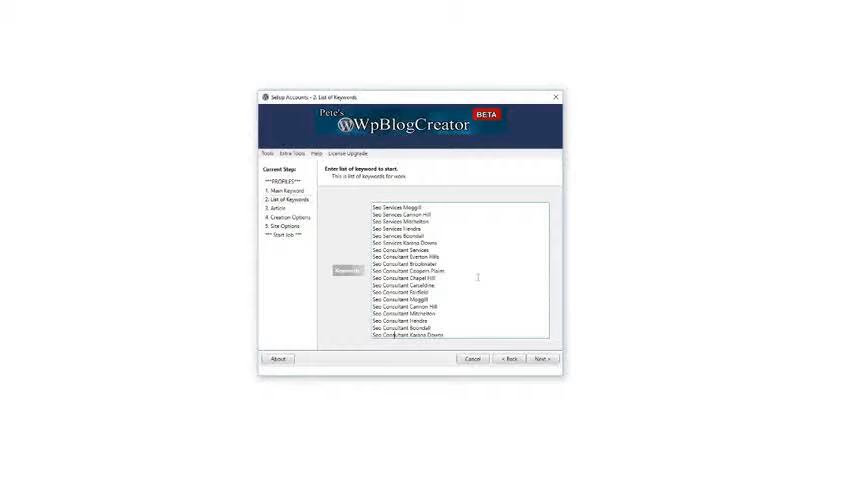 Setup Accounts - 2. List of Keywords
Pete's
WpBlogCreator
BETA
Tools Extra Tools Help License Upgrade
Current Step:
***PROFILES***
1. Main Keyword
2. List of Keywords
3. Article
4. Creation Options
5. Site Options
*** Start Job ***
Enter list of keyword to start.
This is list of keywords for work.
Keywords
Seo Services Moggill
Seo Services Cannon Hill
Seo Services Mitchelton
Seo Services Hendra
Seo Services Boondall
Seo Services Karana Downs
Seo Consultant Services
Seo Consultant Everton Hills
Seo Consultant Brookwater
Seo Consultant Coopers Plains
Seo Consultant Chapel Hill
Seo Consultant Carseldine
Seo Consultant Fairfield
Seo Consultant Moggill
Seo Consultant Cannon Hill
Seo Consultant Mitchelton
Seo Consultant Hendra
Seo Consultant Boondall
Seo Consultant Karana Downs
About
Cancel
< Back
Next >